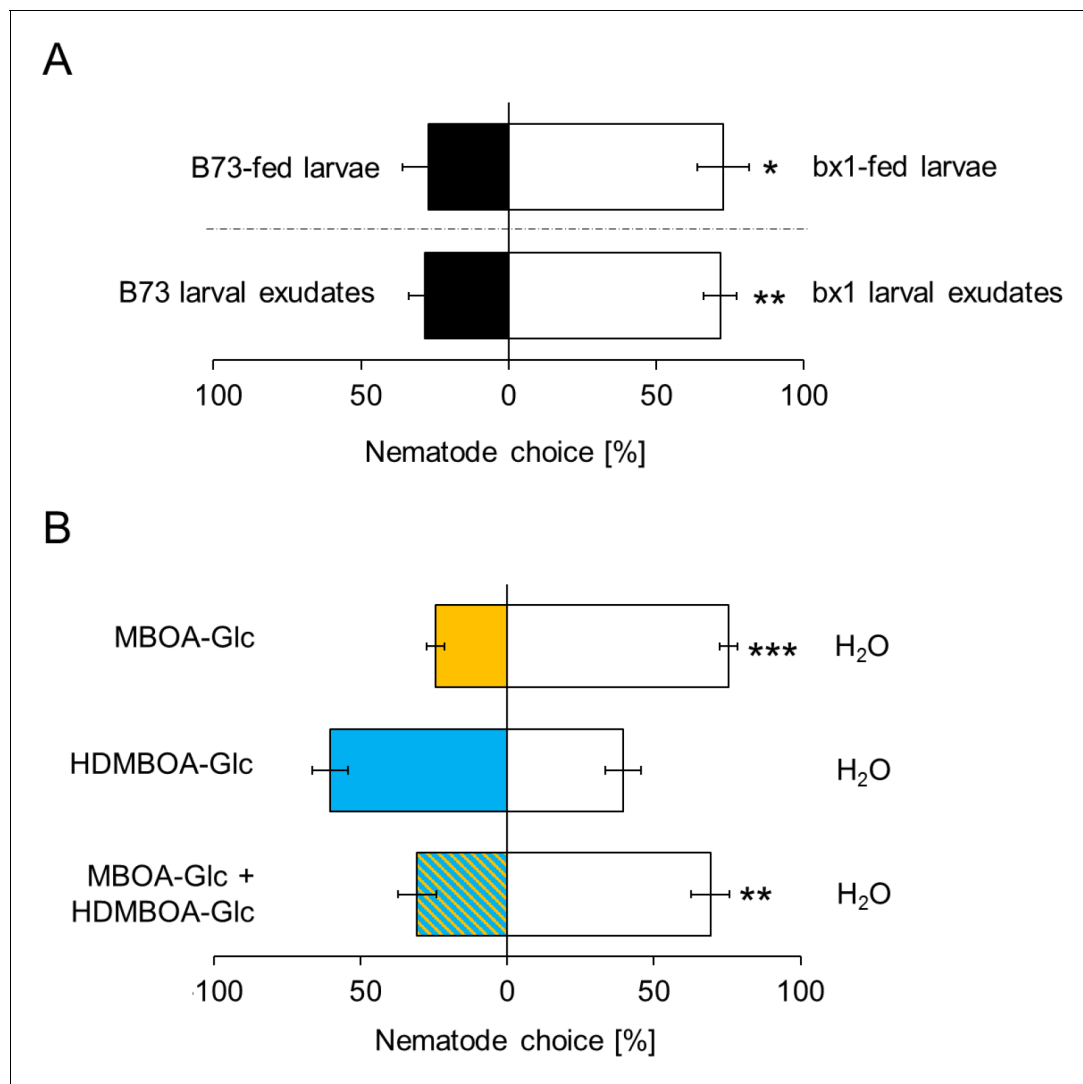 A
B73-fed larvae * bx1-fed larvae
B73 larval exudates ** bx1 larval exudates
100 50 0 50 100
Nematode choice [%]
B
MBOA-Glc *** H₂O
HDMBOA-Glc H₂O
MBOA-Glc +
HDMBOA-Glc ** H₂O
100 50 0 50 100
Nematode choice [%]